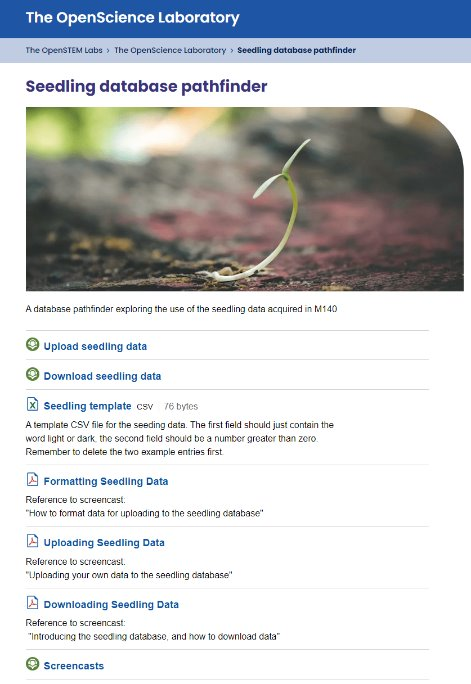 The OpenScience Laboratory
The OpenSTEM Labs › The OpenScience Laboratory › Seedling database pathfinder
Seedling database pathfinder
A database pathfinder exploring the use of the seedling data acquired in M140
Upload seedling data
Download seedling data
Seedling template CSV 76 bytes
A template CSV file for the seeding data. The first field should just contain the
word light or dark, the second field should be a number greater than zero.
Remember to delete the two example entries first.
Formatting Seedling Data
Reference to screencast:
"How to format data for uploading to the seedling database"
Uploading Seedling Data
Reference to screencast:
"Uploading your own data to the seedling database"
Downloading Seedling Data
Reference to screencast:
"Introducing the seedling database, and how to download data"
Screencasts